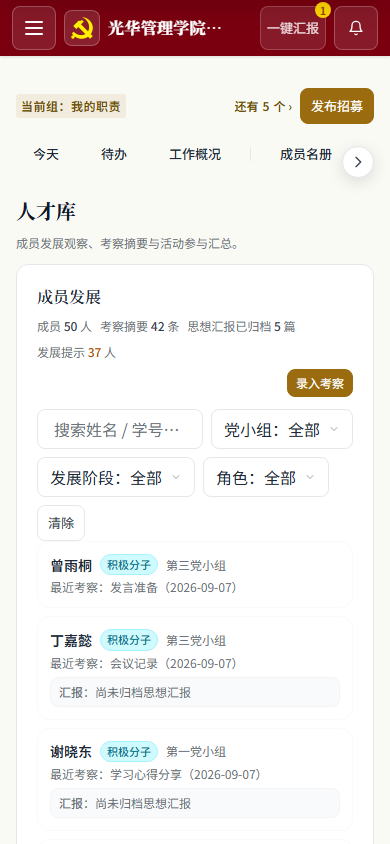 光华管理学院…
一键汇报
1
当前组：我的职责
还有 5 个 ›
发布招募
今天
待办
工作概况
成员名册
人才库
成员发展观察、考察摘要与活动参与汇总。
成员发展
成员 50 人 考察摘要 42 条 思想汇报已归档 5 篇
发展提示 37 人
录入考察
搜索姓名 / 学号…
党小组：全部
发展阶段：全部
角色：全部
清除
曾雨桐 积极分子 第三党小组
最近考察：发言准备（2026-09-07）
丁嘉懿 积极分子 第三党小组
最近考察：会议记录（2026-09-07）
汇报：尚未归档思想汇报
谢晓东 积极分子 第一党小组
最近考察：学习心得分享（2026-09-07）
汇报：尚未归档思想汇报